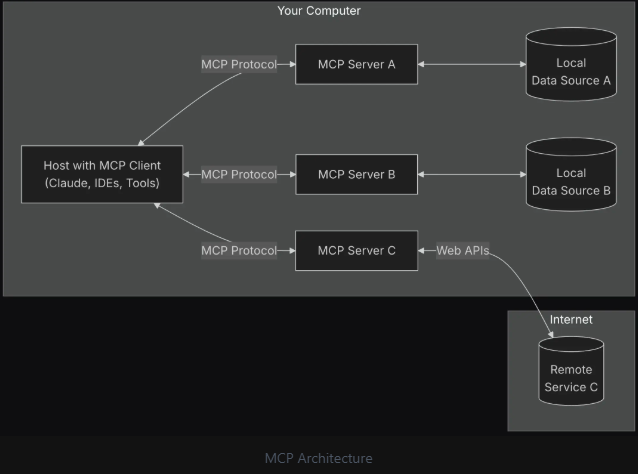 Your Computer
MCP Protocol
MCP Server A
Local
Data Source A
Host with MCP Client
(Claude, IDEs, Tools)
MCP Protocol
MCP Server B
Local
Data Source B
MCP Protocol
MCP Server C
Web APIs
Internet
Remote
Service C
MCP Architecture